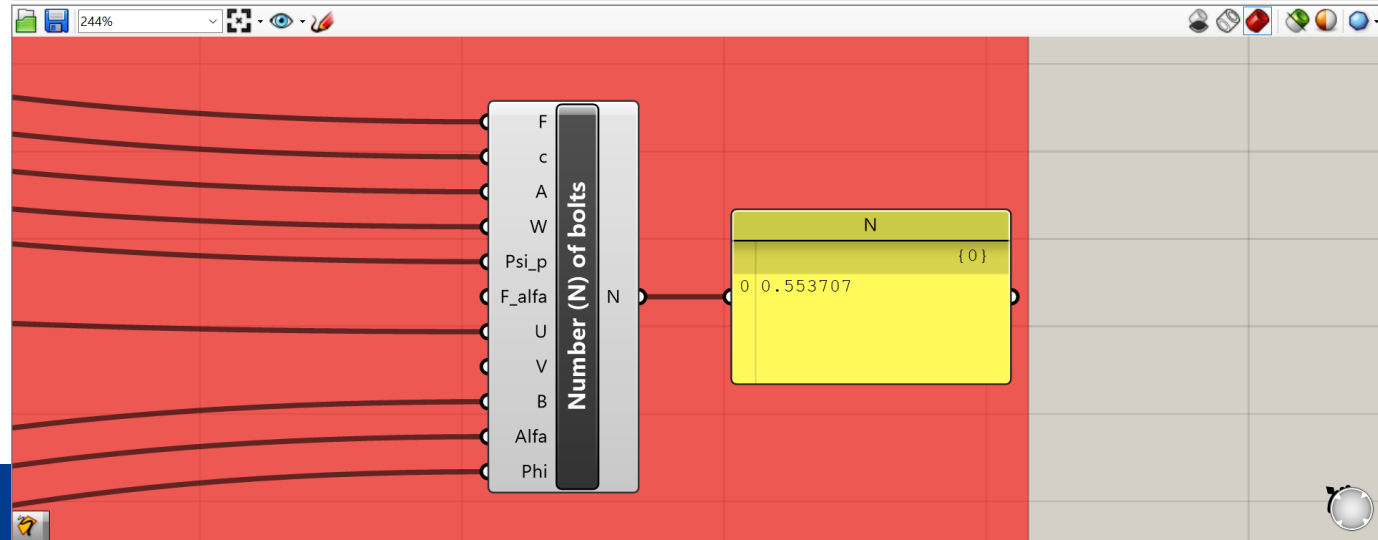 244%
F
c
A
W
Psi_p
F_alfa
U
V
B
Alfa
Phi
Number (N) of bolts
N
N
{0}
0 0.553707